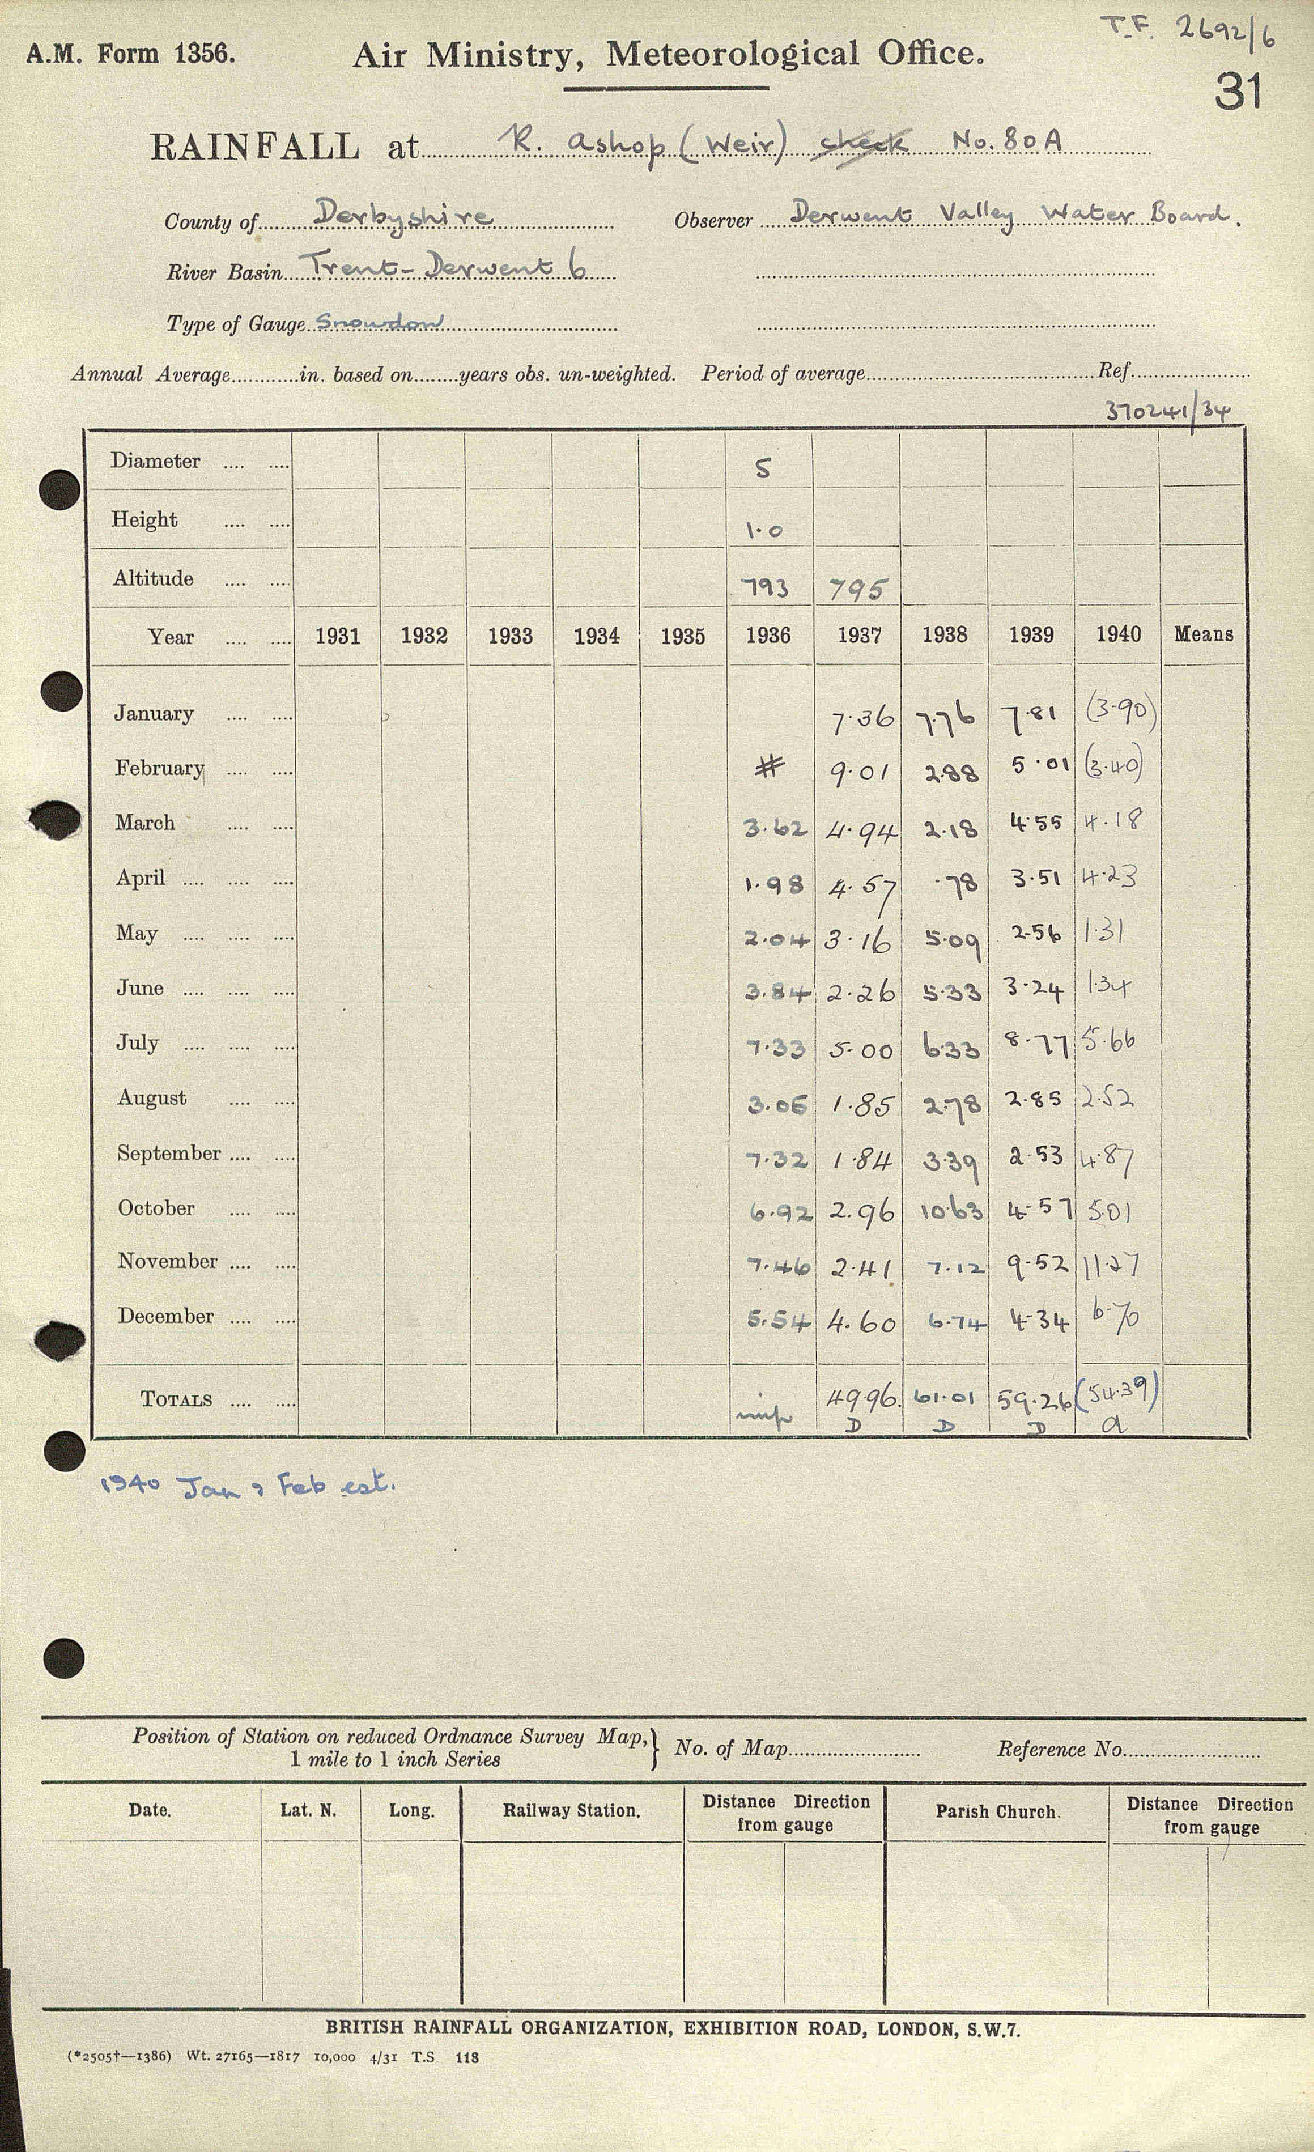 T.F. 2692/6
A.M. Form 1356. Air Ministry, Meteorological Office.
31
RAINFALL at R. Ashop (Weir) check No. 80A
County of Derbyshire Observer Derwent Valley Water Board.
River Basin Trent - Derwent 6
Type of Gauge Snowdon
Annual Average............in. based on........years obs. un-weighted. Period of average........ Ref........
370241/34
Diameter .... .... 5
Height .... .... 1.0
Altitude .... .... 793 795
Year .... .... 1931 1932 1933 1934 1935 1936 1937 1938 1939 1940 Means
January .... .... 7.36 7.76 7.81 (3.90)
February .... .... # 9.01 2.88 5.01 (3.40)
March .... .... 3.62 4.94 2.18 4.55 4.18
April .... .... .... 1.98 4.57 .78 3.51 4.23
May .... .... .... 2.04 3.16 5.09 2.56 1.31
June .... .... .... 3.84 2.26 5.33 3.24 1.34
July .... .... .... 7.33 5.00 6.33 8.77 5.66
August .... .... 3.06 1.85 2.78 2.85 2.52
September .... .... 7.32 1.84 3.39 2.53 4.87
October .... .... 6.92 2.96 10.63 4.57 5.01
November .... .... 7.46 2.41 7.12 9.52 11.27
December .... .... 5.54 4.60 6.74 4.34 6.70
TOTALS .... .... imp 49.96 61.01 59.26 (54.39)
D D D a
1940 Jan & Feb est.
Position of Station on reduced Ordnance Survey Map,} No. of Map........ Reference No........
1 mile to 1 inch Series
Date. Lat. N. Long. Railway Station. Distance Direction from gauge Parish Church. Distance Direction from gauge
BRITISH RAINFALL ORGANIZATION, EXHIBITION ROAD, LONDON, S.W.7.
(*2505†—1386) Wt. 27165—1817 10,000 4/31 T.S 118